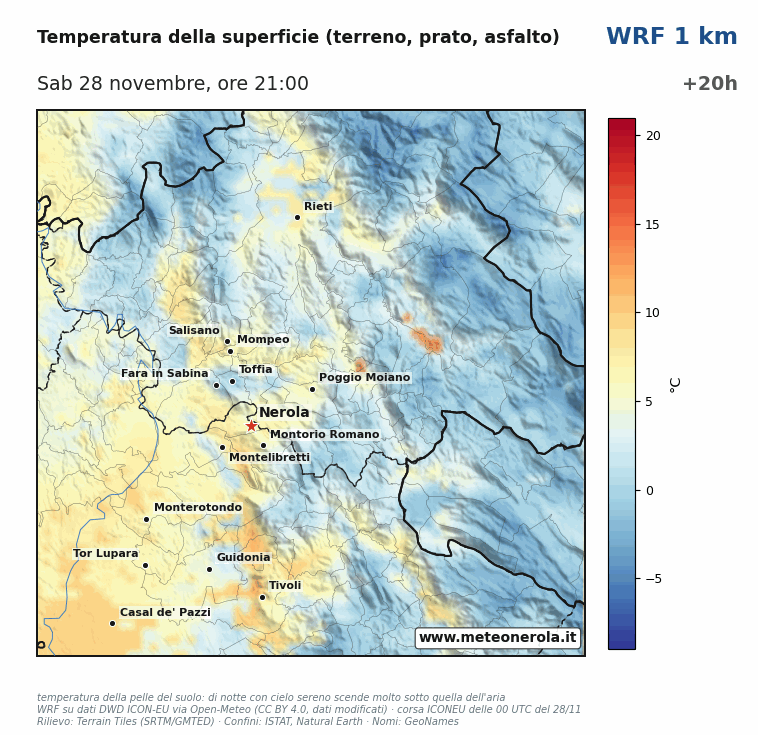 Temperatura della superficie (terreno, prato, asfalto)
WRF 1 km
Sab 28 novembre, ore 21:00
+20h
20
15
10
5
0
−5
°C
Rieti
Salisano
Mompeo
Fara in Sabina
Toffia
Poggio Moiano
Nerola
Montorio Romano
Montelibretti
Monterotondo
Tor Lupara
Guidonia
Tivoli
Casal de' Pazzi
www.meteonerola.it
temperatura della pelle del suolo: di notte con cielo sereno scende molto sotto quella dell'aria
WRF su dati DWD ICON-EU via Open-Meteo (CC BY 4.0, dati modificati) · corsa ICONEU delle 00 UTC del 28/11
Rilievo: Terrain Tiles (SRTM/GMTED) · Confini: ISTAT, Natural Earth · Nomi: GeoNames